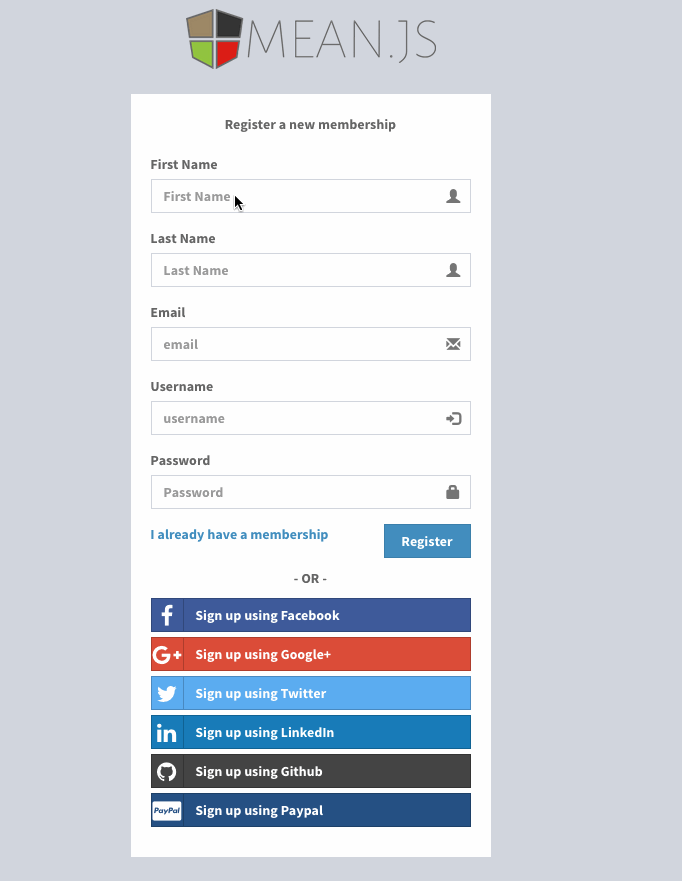 MEAN.JS
Register a new membership
First Name
First Name
Last Name
Last Name
Email
email
Username
username
Password
Password
I already have a membership
Register
- OR -
Sign up using Facebook
G+ Sign up using Google+
Sign up using Twitter
in Sign up using LinkedIn
Sign up using Github
PayPal Sign up using Paypal